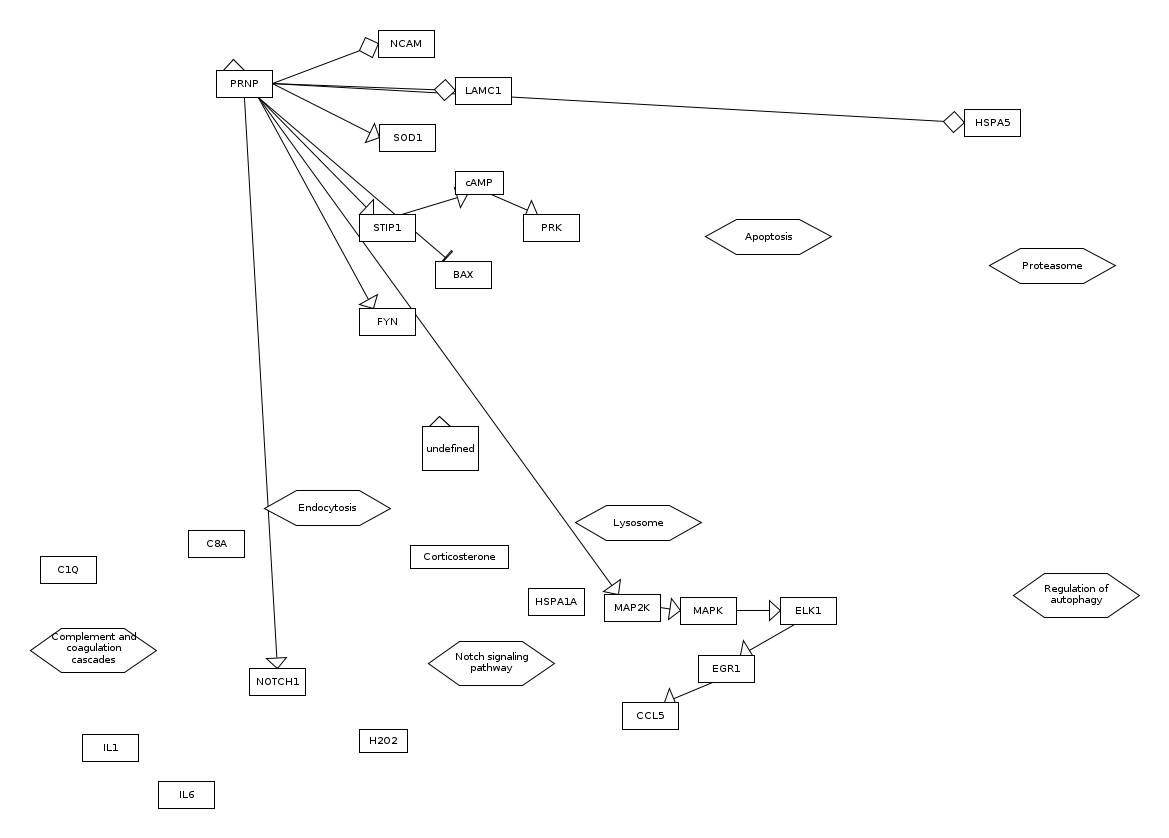 NCAM
PRNP
LAMC1
HSPA5
SOD1
cAMP
STIP1
PRK
Apoptosis
Proteasome
BAX
FYN
undefined
Endocytosis
Lysosome
C8A
Corticosterone
C1Q
HSPA1A
MAP2K
MAPK
ELK1
Regulation of
autophagy
Complement and
coagulation
cascades
Notch signaling
pathway
EGR1
NOTCH1
CCL5
H2O2
IL1
IL6